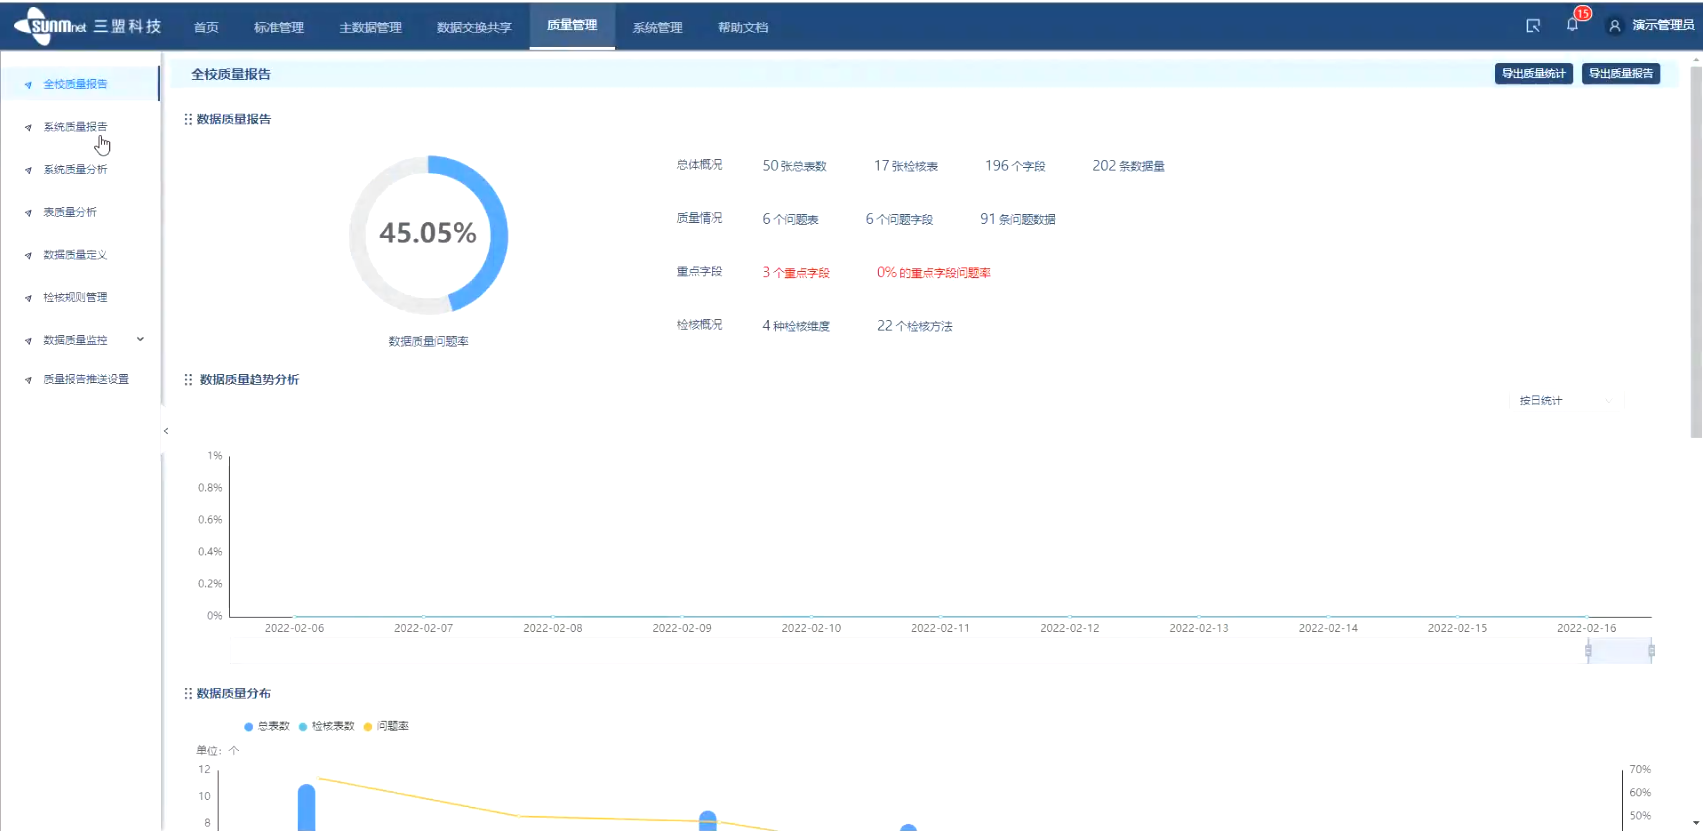 sunmnet 三盟科技 首页 标准管理 主数据管理 数据交换共享 质量管理 系统管理 帮助文档 15 演示管理员
全校质量报告
系统质量报告
系统质量分析
表质量分析
数据质量定义
检核规则管理
数据质量监控
质量报告推送设置
全校质量报告 导出质量统计 导出质量报告
数据质量报告
45.05%
数据质量问题率
总体概况 50 张总表数 17 张检核表 196 个字段 202 条数据量
质量情况 6 个问题表 6 个问题字段 91 条问题数据
重点字段 3 个重点字段 0% 的重点字段问题率
检核概况 4 种检核维度 22 个检核方法
数据质量趋势分析
按日统计
1%
0.8%
0.6%
0.4%
0.2%
0%
2022-02-06 2022-02-07 2022-02-08 2022-02-09 2022-02-10 2022-02-11 2022-02-12 2022-02-13 2022-02-14 2022-02-15 2022-02-16
数据质量分布
总表数 检核表数 问题率
单位：个
12 70%
10 60%
8 50%